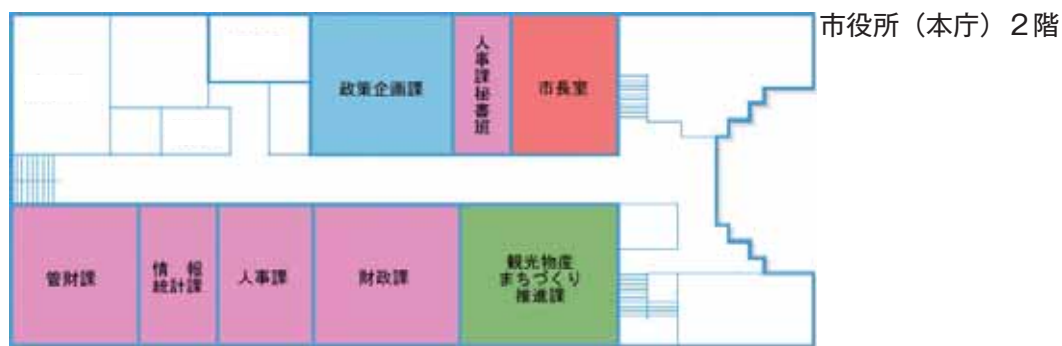 市役所（本庁）２階
政策企画課
人事課秘書班
市長室
管財課
情　報
統計課
人事課
財政課
観光物産
まちづくり
推進課